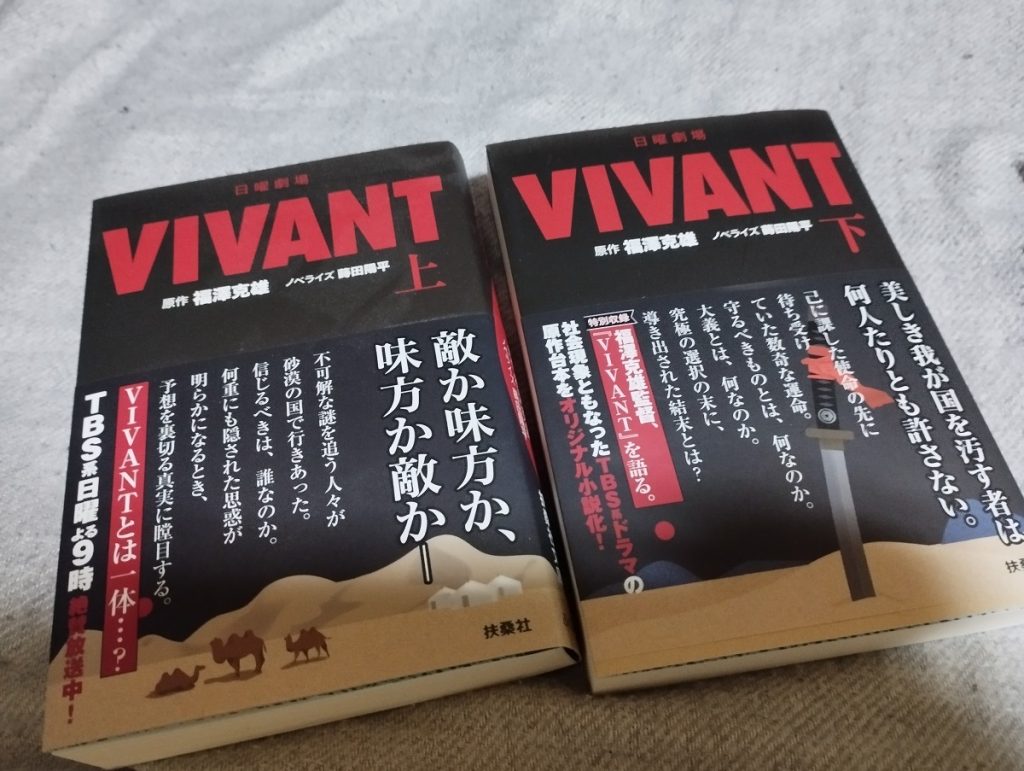 日曜劇場
VIVANT
上
原作 福澤克雄 ノベライズ 蒔田陽平
敵か味方か、
味方か敵か―
不可解な謎を追う人々が
砂漠の国で行きあった。
信じるべきは、誰なのか。
何重にも隠された思惑が
明らかになるとき、
予想を裏切る真実に瞠目する。
VIVANTとは一体…?
TBS系日曜よる9時 絶賛放送中!
扶桑社
日曜劇場
VIVANT
下
原作 福澤克雄 ノベライズ 蒔田陽平
美しき我が国を汚す者は
何人たりとも許さない。
己に課した使命の先に
待ち受けていた数奇な運命。
守るべきものとは、何なのか。
大義とは、何なのか。
究極の選択の末に、
導き出された結末とは?
特別収録
福澤克雄監督、
『VIVANT』を語る。
社会現象ともなったTBS系ドラマの
原作台本をオリジナル小説化!
扶桑